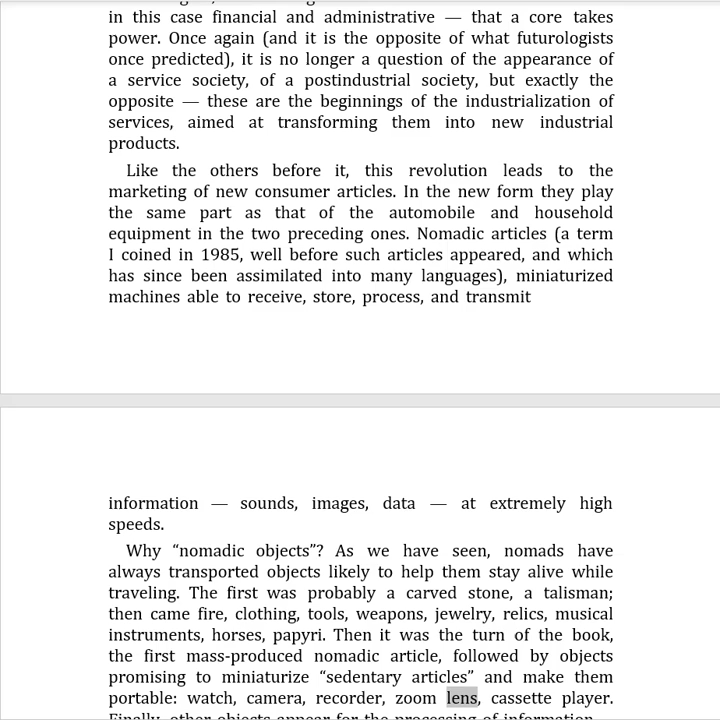 in this case financial and administrative — that a core takes
power. Once again (and it is the opposite of what futurologists
once predicted), it is no longer a question of the appearance of
a service society, of a postindustrial society, but exactly the
opposite — these are the beginnings of the industrialization of
services, aimed at transforming them into new industrial
products.
Like the others before it, this revolution leads to the
marketing of new consumer articles. In the new form they play
the same part as that of the automobile and household
equipment in the two preceding ones. Nomadic articles (a term
I coined in 1985, well before such articles appeared, and which
has since been assimilated into many languages), miniaturized
machines able to receive, store, process, and transmit
information — sounds, images, data — at extremely high
speeds.
Why “nomadic objects”? As we have seen, nomads have
always transported objects likely to help them stay alive while
traveling. The first was probably a carved stone, a talisman;
then came fire, clothing, tools, weapons, jewelry, relics, musical
instruments, horses, papyri. Then it was the turn of the book,
the first mass-produced nomadic article, followed by objects
promising to miniaturize “sedentary articles” and make them
portable: watch, camera, recorder, zoom lens, cassette player.
Finally, other objects appear for the processing of information